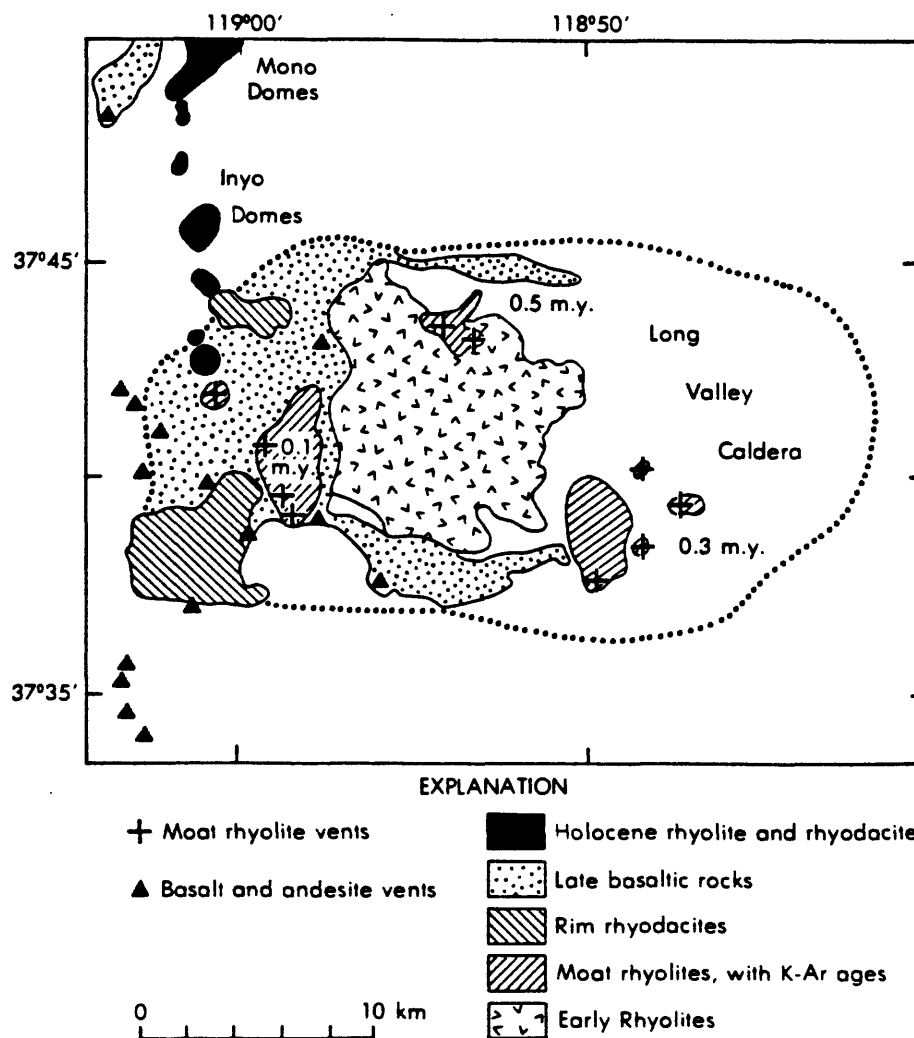 119°00'
118°50'
Mono
Domes
Inyo
Domes
37°45'
0.5 m.y.
Long
Valley
Caldera
0.1
m.y.
0.3 m.y.
37°35'
EXPLANATION
Moat rhyolite vents
Basalt and andesite vents
Holocene rhyolite and rhyodacite
Late basaltic rocks
Rim rhyodacites
Moat rhyolites, with K-Ar ages
Early Rhyolites
0 10 km